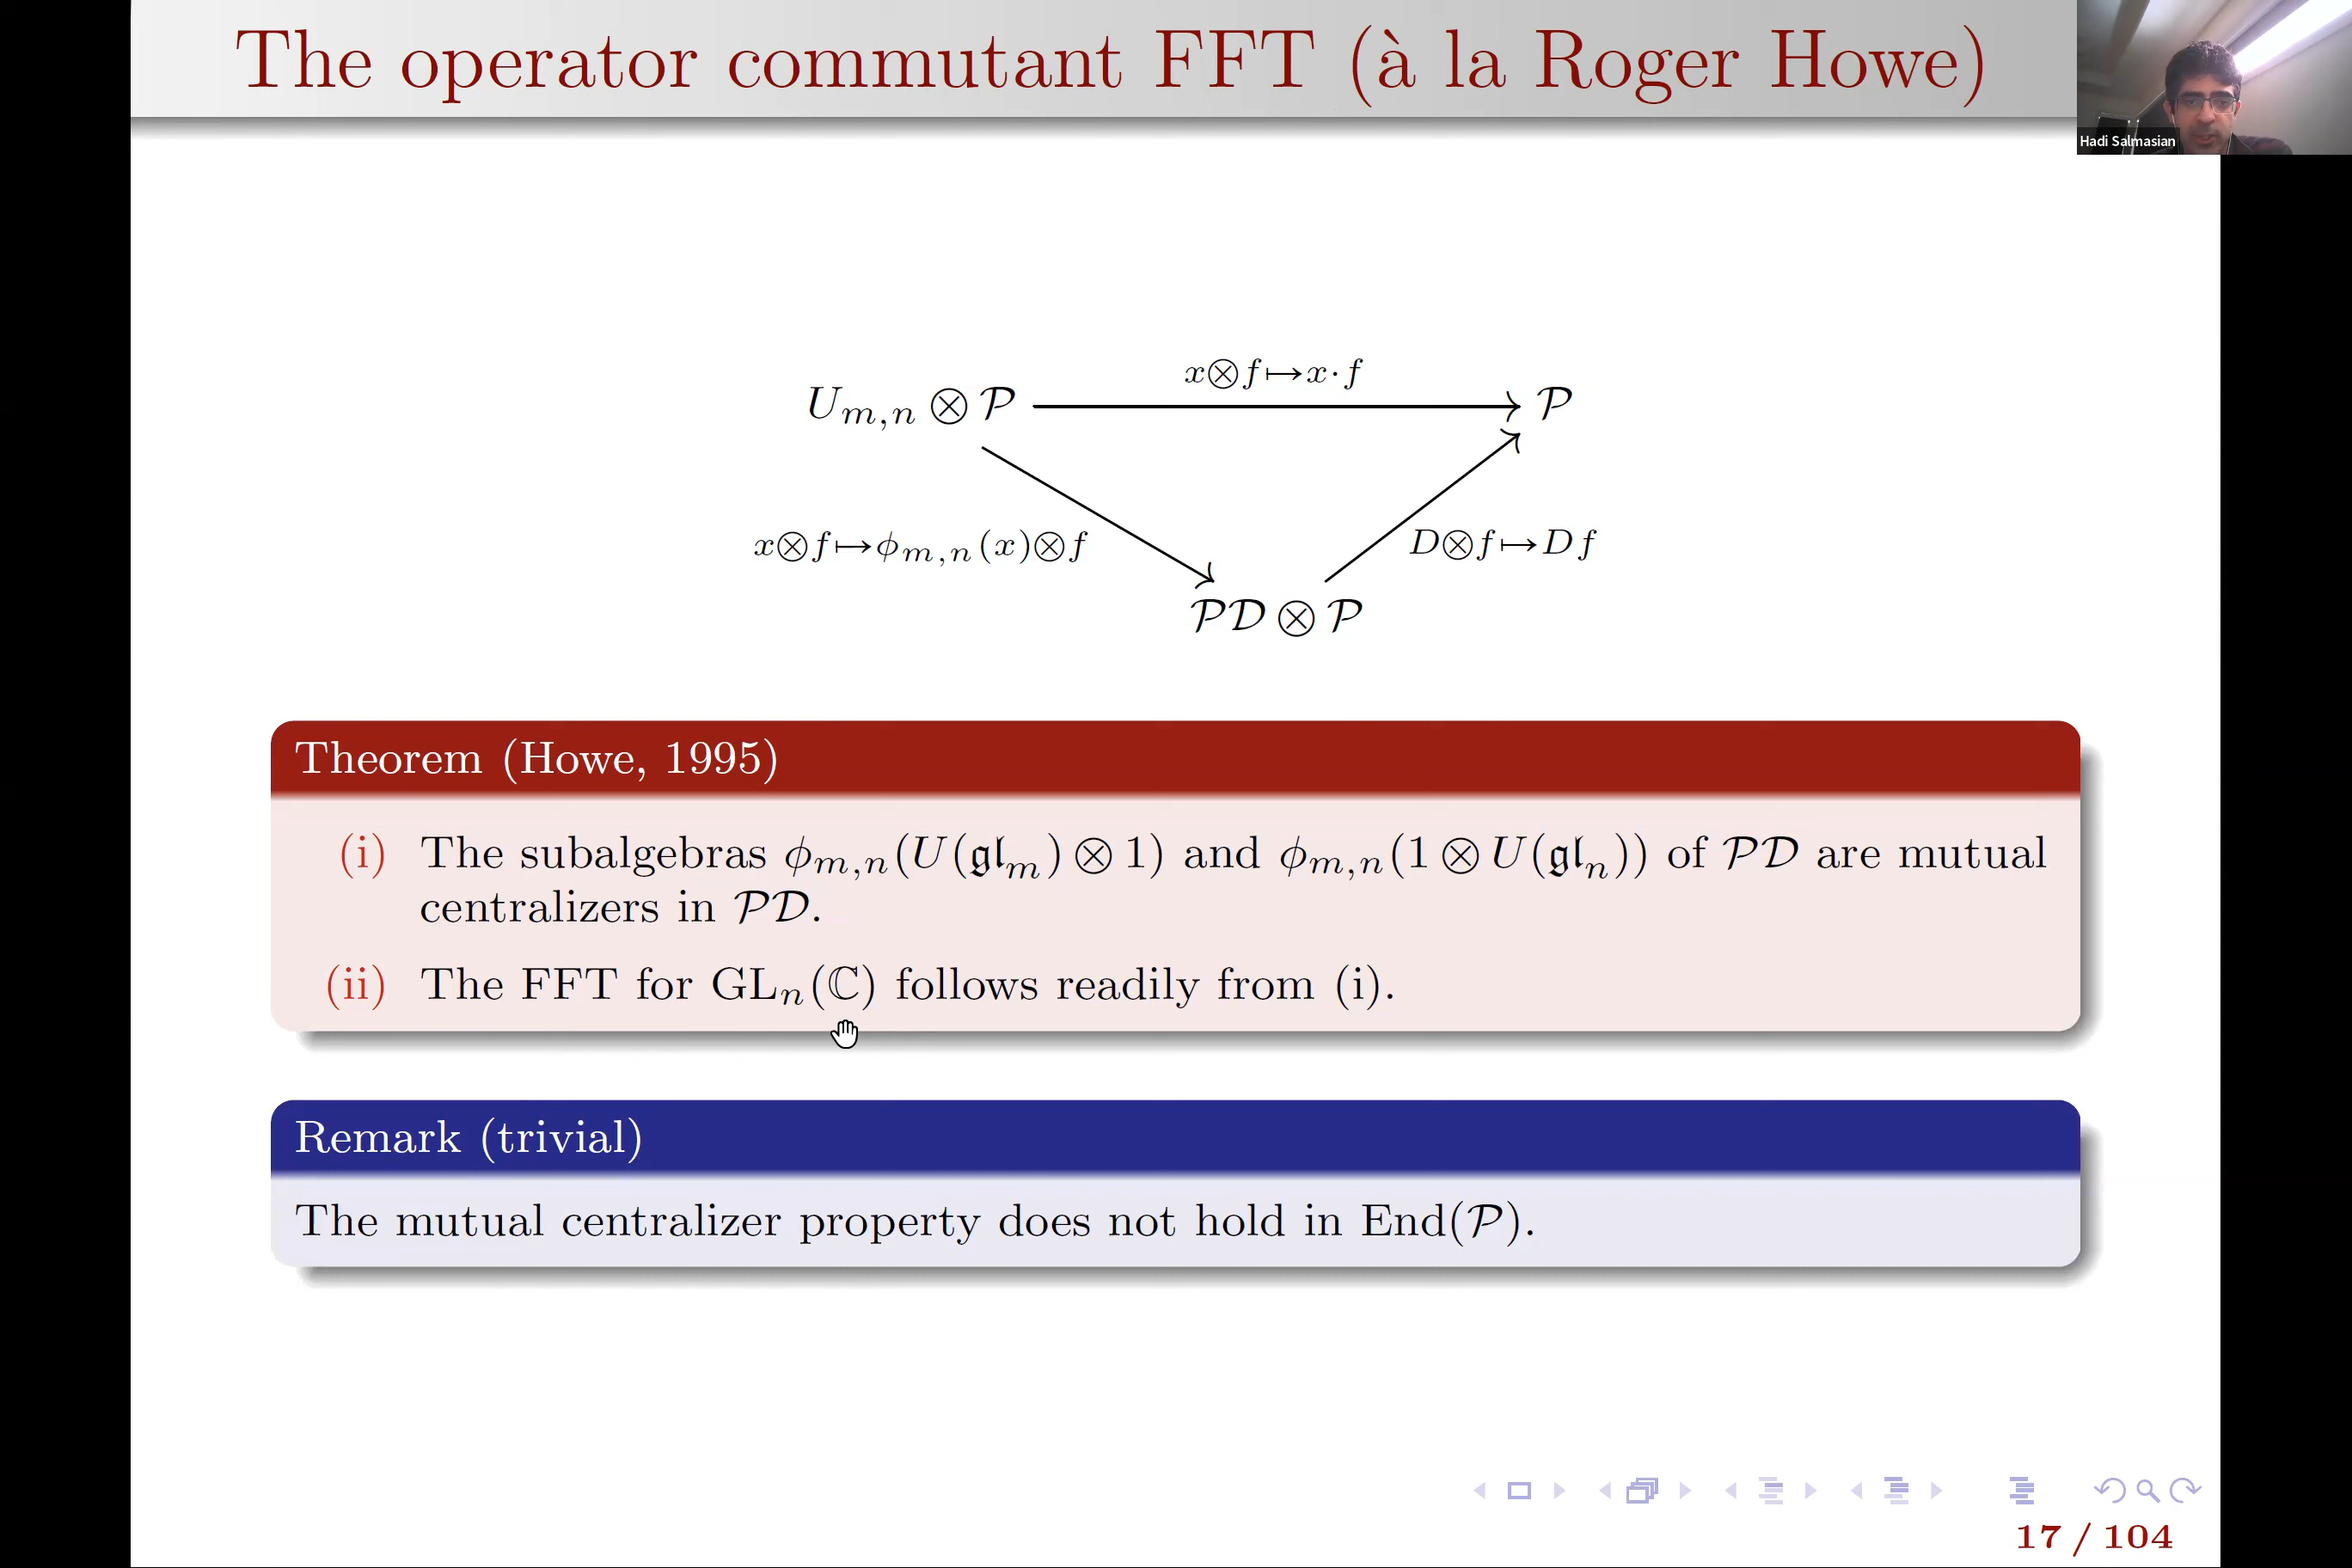 The operator commutant FFT (à la Roger Howe)
Hadi Salmasian
x⊗f↦x·f
U_{m,n} ⊗ 𝒫
𝒫
x⊗f↦ϕ_{m,n}(x)⊗f
D⊗f↦Df
𝒫𝒟 ⊗ 𝒫
Theorem (Howe, 1995)
(i) The subalgebras ϕ_{m,n}(U(𝔤𝔩_m) ⊗ 1) and ϕ_{m,n}(1 ⊗ U(𝔤𝔩_n)) of 𝒫𝒟 are mutual
centralizers in 𝒫𝒟.
(ii) The FFT for GL_n(ℂ) follows readily from (i).
Remark (trivial)
The mutual centralizer property does not hold in End(𝒫).
17 / 104